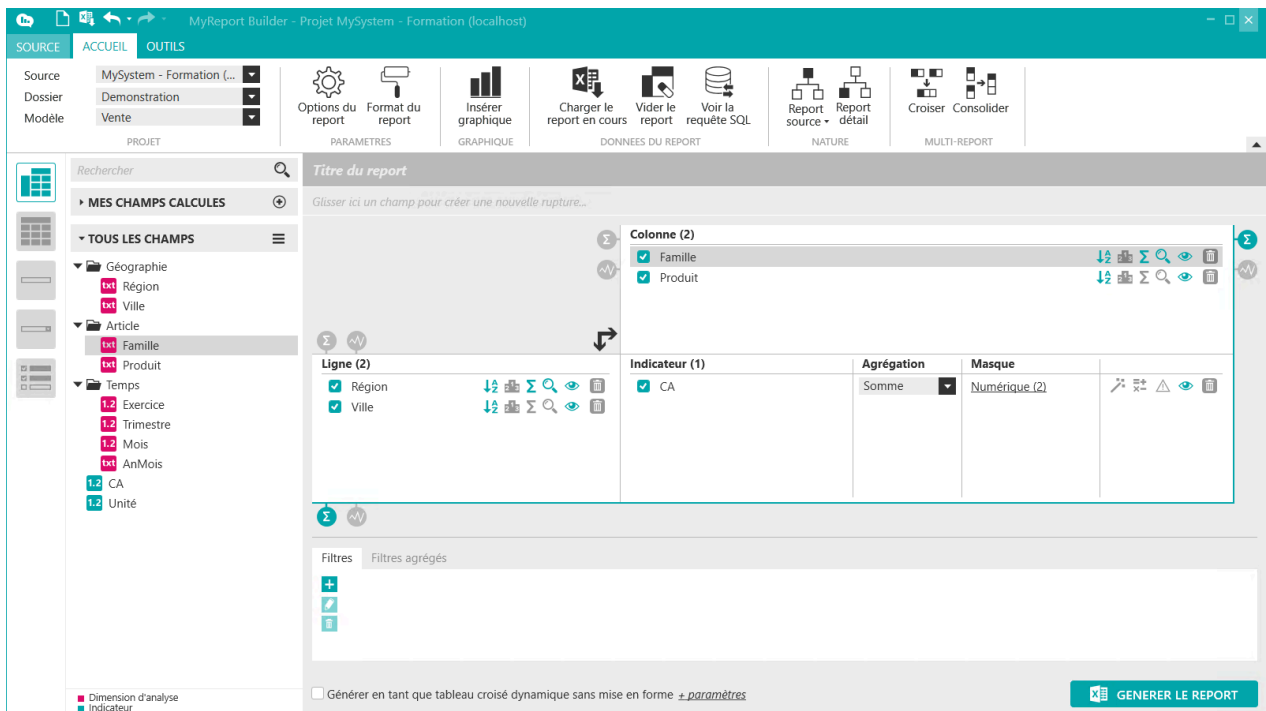 MyReport Builder - Projet MySystem - Formation (localhost)
SOURCE ACCUEIL OUTILS
Source MySystem - Formation (...
Dossier Demonstration
Modèle Vente
PROJET
Options du report
Format du report
PARAMETRES
Insérer graphique
GRAPHIQUE
Charger le report en cours
Vider le report
Voir la requête SQL
DONNEES DU REPORT
Report source
Report détail
NATURE
Croiser Consolider
MULTI-REPORT
Rechercher
MES CHAMPS CALCULES
TOUS LES CHAMPS
Géographie
txt Région
txt Ville
Article
txt Famille
txt Produit
Temps
1.2 Exercice
1.2 Trimestre
1.2 Mois
txt AnMois
1.2 CA
1.2 Unité
Dimension d'analyse
Indicateur
Titre du report
Glisser ici un champ pour créer une nouvelle rupture...
Colonne (2)
Famille
Produit
Ligne (2)
Région
Ville
Indicateur (1) Agrégation Masque
CA Somme Numérique (2)
Filtres Filtres agrégés
Générer en tant que tableau croisé dynamique sans mise en forme + paramètres
GENERER LE REPORT